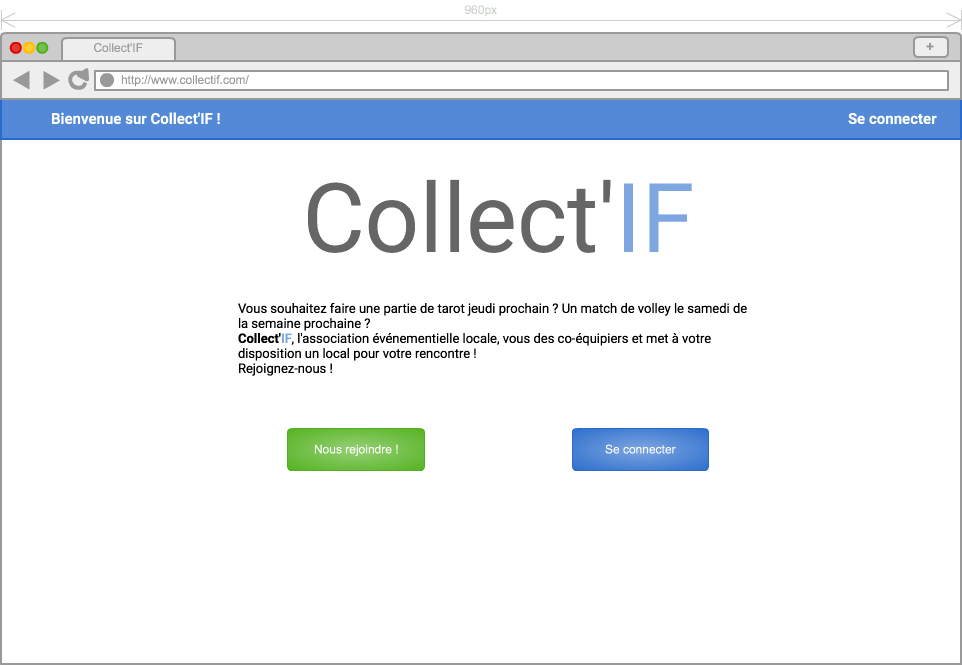 960px
Collect'IF
+
http://www.collectif.com/
Bienvenue sur Collect'IF !
Se connecter
Collect'IF
Vous souhaitez faire une partie de tarot jeudi prochain ? Un match de volley le samedi de
la semaine prochaine ?
Collect'IF, l'association événementielle locale, vous des co-équipiers et met à votre
disposition un local pour votre rencontre !
Rejoignez-nous !
Nous rejoindre !
Se connecter